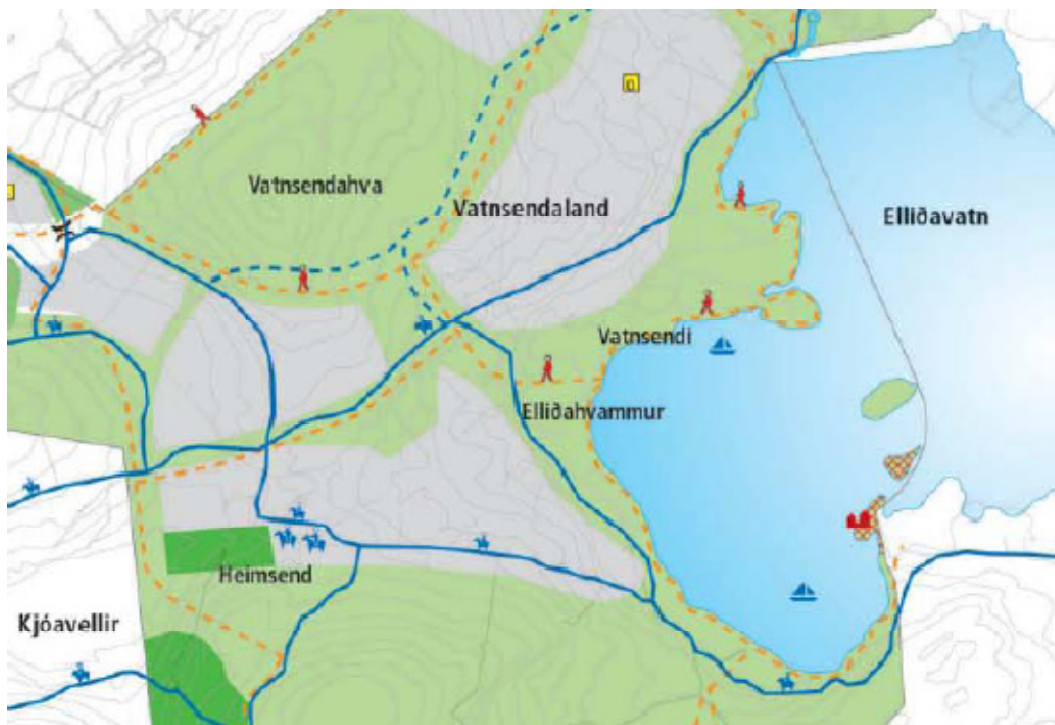 Vatnsendahva
Vatnsendaland
Elliðavatn
Vatnsendi
Elliðahvammur
Heimsend
Kjóavellir